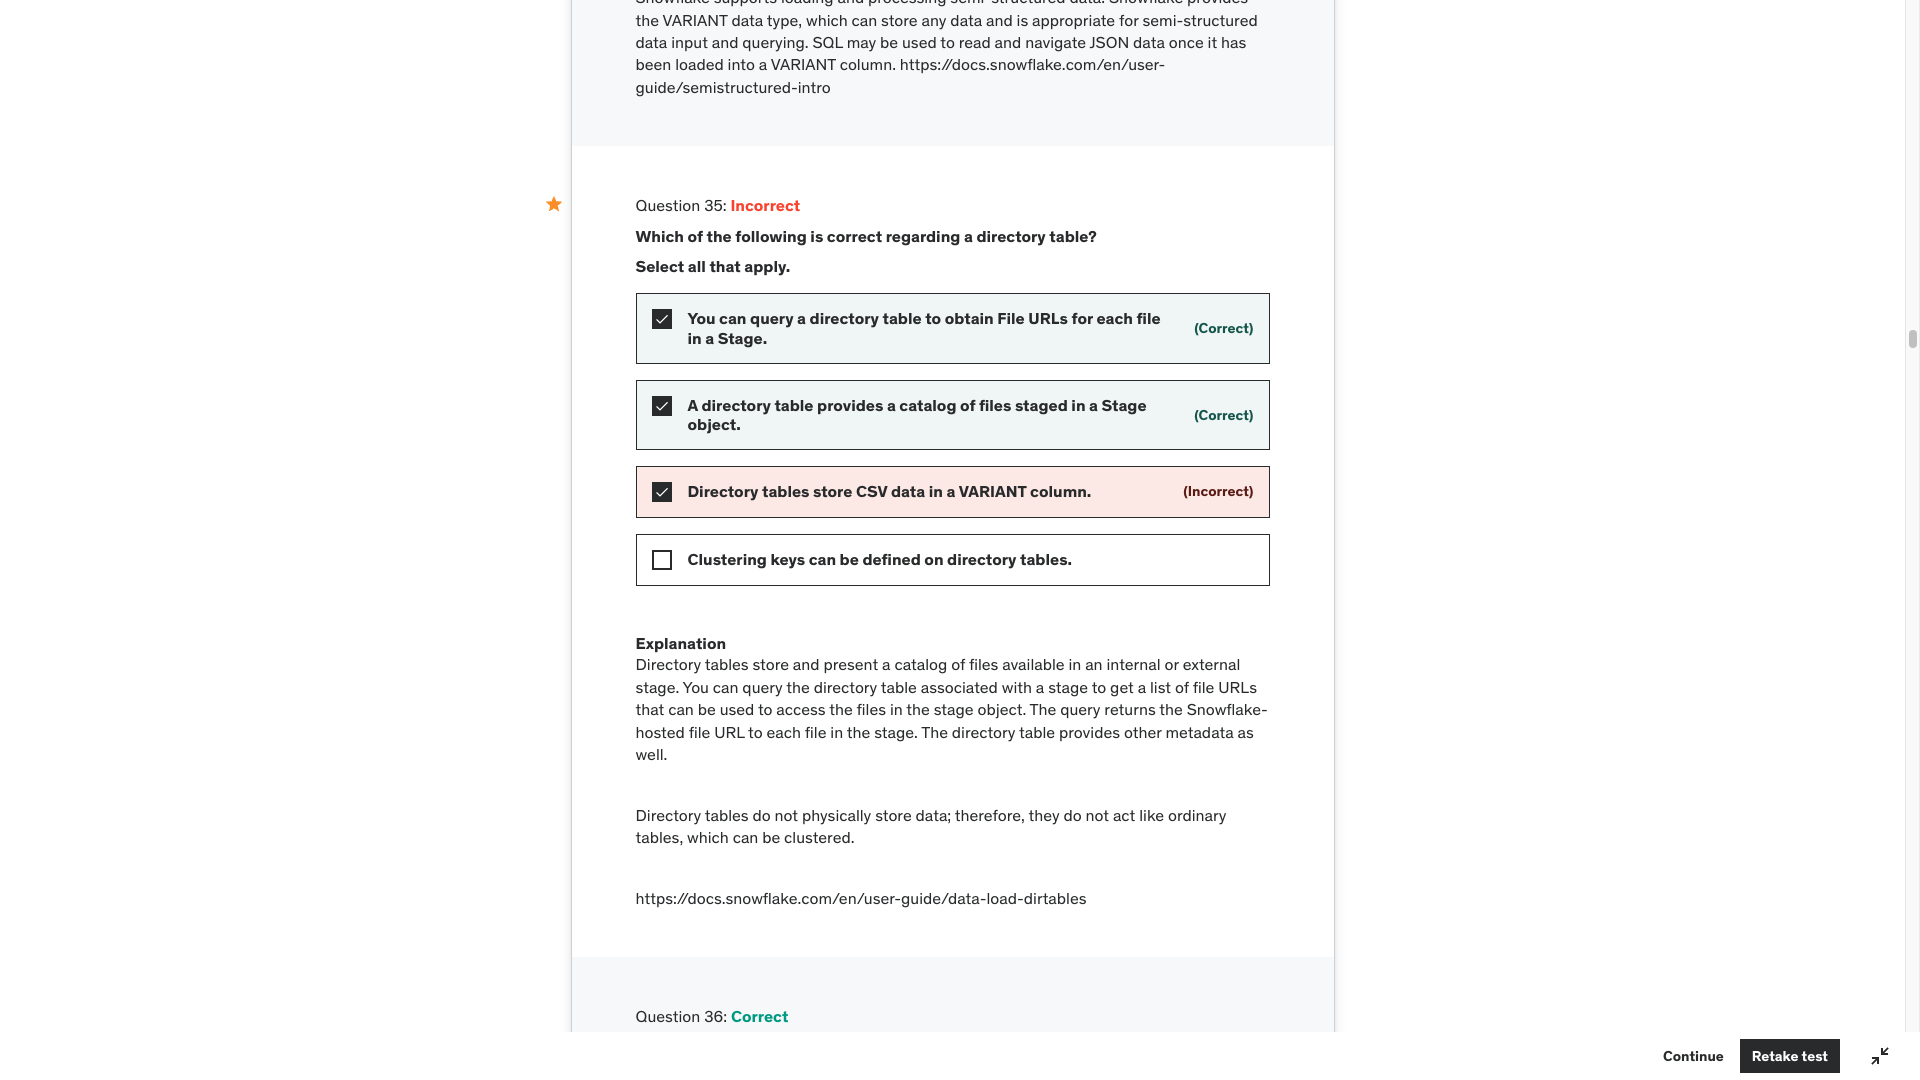 Snowflake supports loading and processing semi-structured data. Snowflake provides
the VARIANT data type, which can store any data and is appropriate for semi-structured
data input and querying. SQL may be used to read and navigate JSON data once it has
been loaded into a VARIANT column. https://docs.snowflake.com/en/user-
guide/semistructured-intro
Question 35: Incorrect
Which of the following is correct regarding a directory table?
Select all that apply.
You can query a directory table to obtain File URLs for each file
in a Stage.
(Correct)
A directory table provides a catalog of files staged in a Stage
object.
(Correct)
Directory tables store CSV data in a VARIANT column.
(Incorrect)
Clustering keys can be defined on directory tables.
Explanation
Directory tables store and present a catalog of files available in an internal or external
stage. You can query the directory table associated with a stage to get a list of file URLs
that can be used to access the files in the stage object. The query returns the Snowflake-
hosted file URL to each file in the stage. The directory table provides other metadata as
well.
Directory tables do not physically store data; therefore, they do not act like ordinary
tables, which can be clustered.
https://docs.snowflake.com/en/user-guide/data-load-dirtables
Question 36: Correct
Continue
Retake test